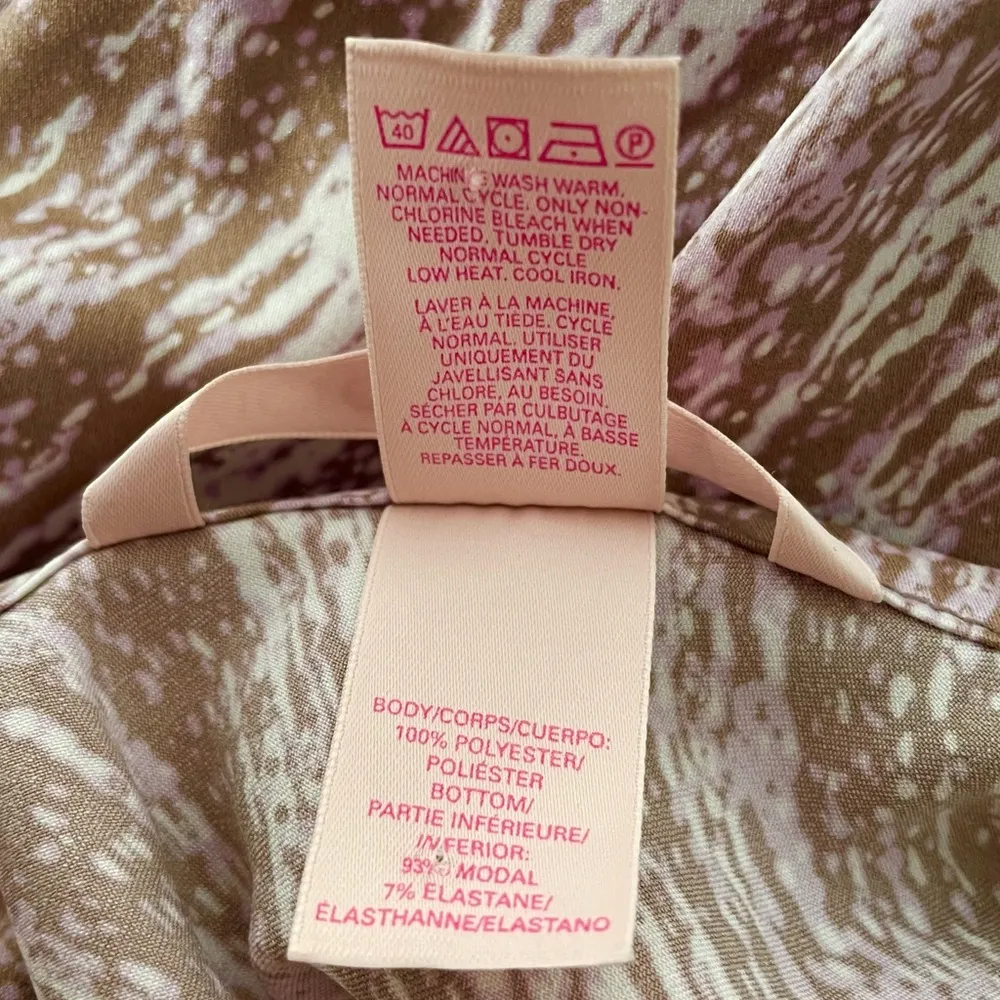 40
P
MACHINE WASH WARM.
NORMAL CYCLE. ONLY NON-
CHLORINE BLEACH WHEN
NEEDED. TUMBLE DRY
NORMAL CYCLE
LOW HEAT. COOL IRON.
LAVER À LA MACHINE,
À L'EAU TIÈDE. CYCLE
NORMAL. UTILISER
UNIQUEMENT DU
JAVELLISANT SANS
CHLORE, AU BESOIN.
SÉCHER PAR CULBUTAGE
À CYCLE NORMAL, À BASSE
TEMPÉRATURE.
REPASSER À FER DOUX.
BODY/CORPS/CUERPO:
100% POLYESTER/
POLIÉSTER
BOTTOM/
PARTIE INFÉRIEURE/
INFERIOR:
93% MODAL
7% ELASTANE/
ÉLASTHANNE/ELASTANO